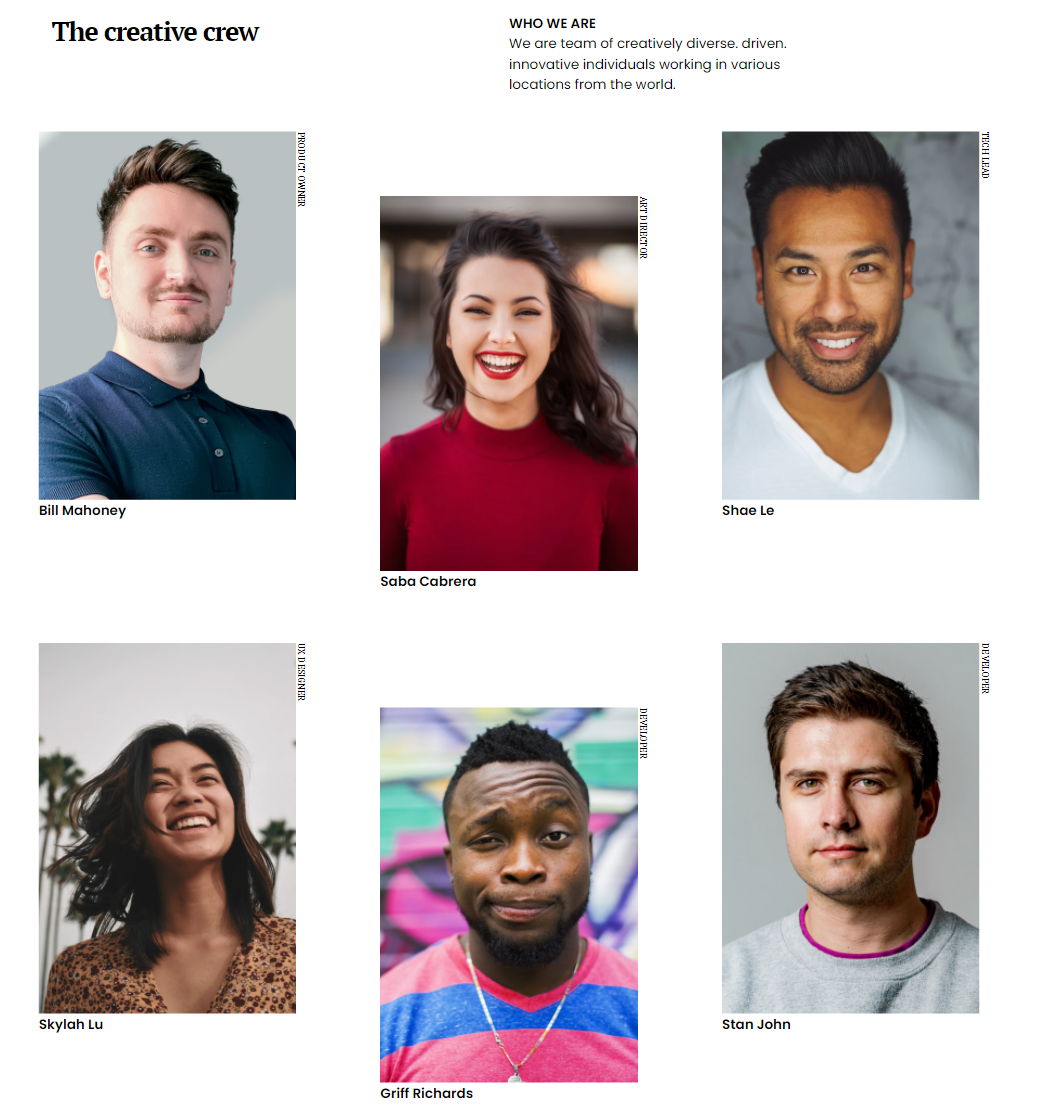 The creative crew
WHO WE ARE
We are team of creatively diverse. driven.
innovative individuals working in various
locations from the world.
PRODUCT OWNER
Bill Mahoney
ART DIRECTOR
Saba Cabrera
TECH LEAD
Shae Le
UX DESIGNER
Skylah Lu
DEVELOPER
Griff Richards
DEVELOPER
Stan John